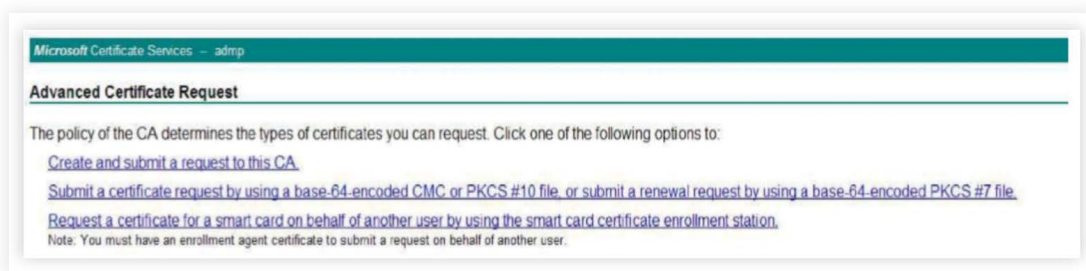 Microsoft Certificate Services – admp
Advanced Certificate Request
The policy of the CA determines the types of certificates you can request. Click one of the following options to:
Create and submit a request to this CA.
Submit a certificate request by using a base-64-encoded CMC or PKCS #10 file, or submit a renewal request by using a base-64-encoded PKCS #7 file.
Request a certificate for a smart card on behalf of another user by using the smart card certificate enrollment station.
Note: You must have an enrollment agent certificate to submit a request on behalf of another user.